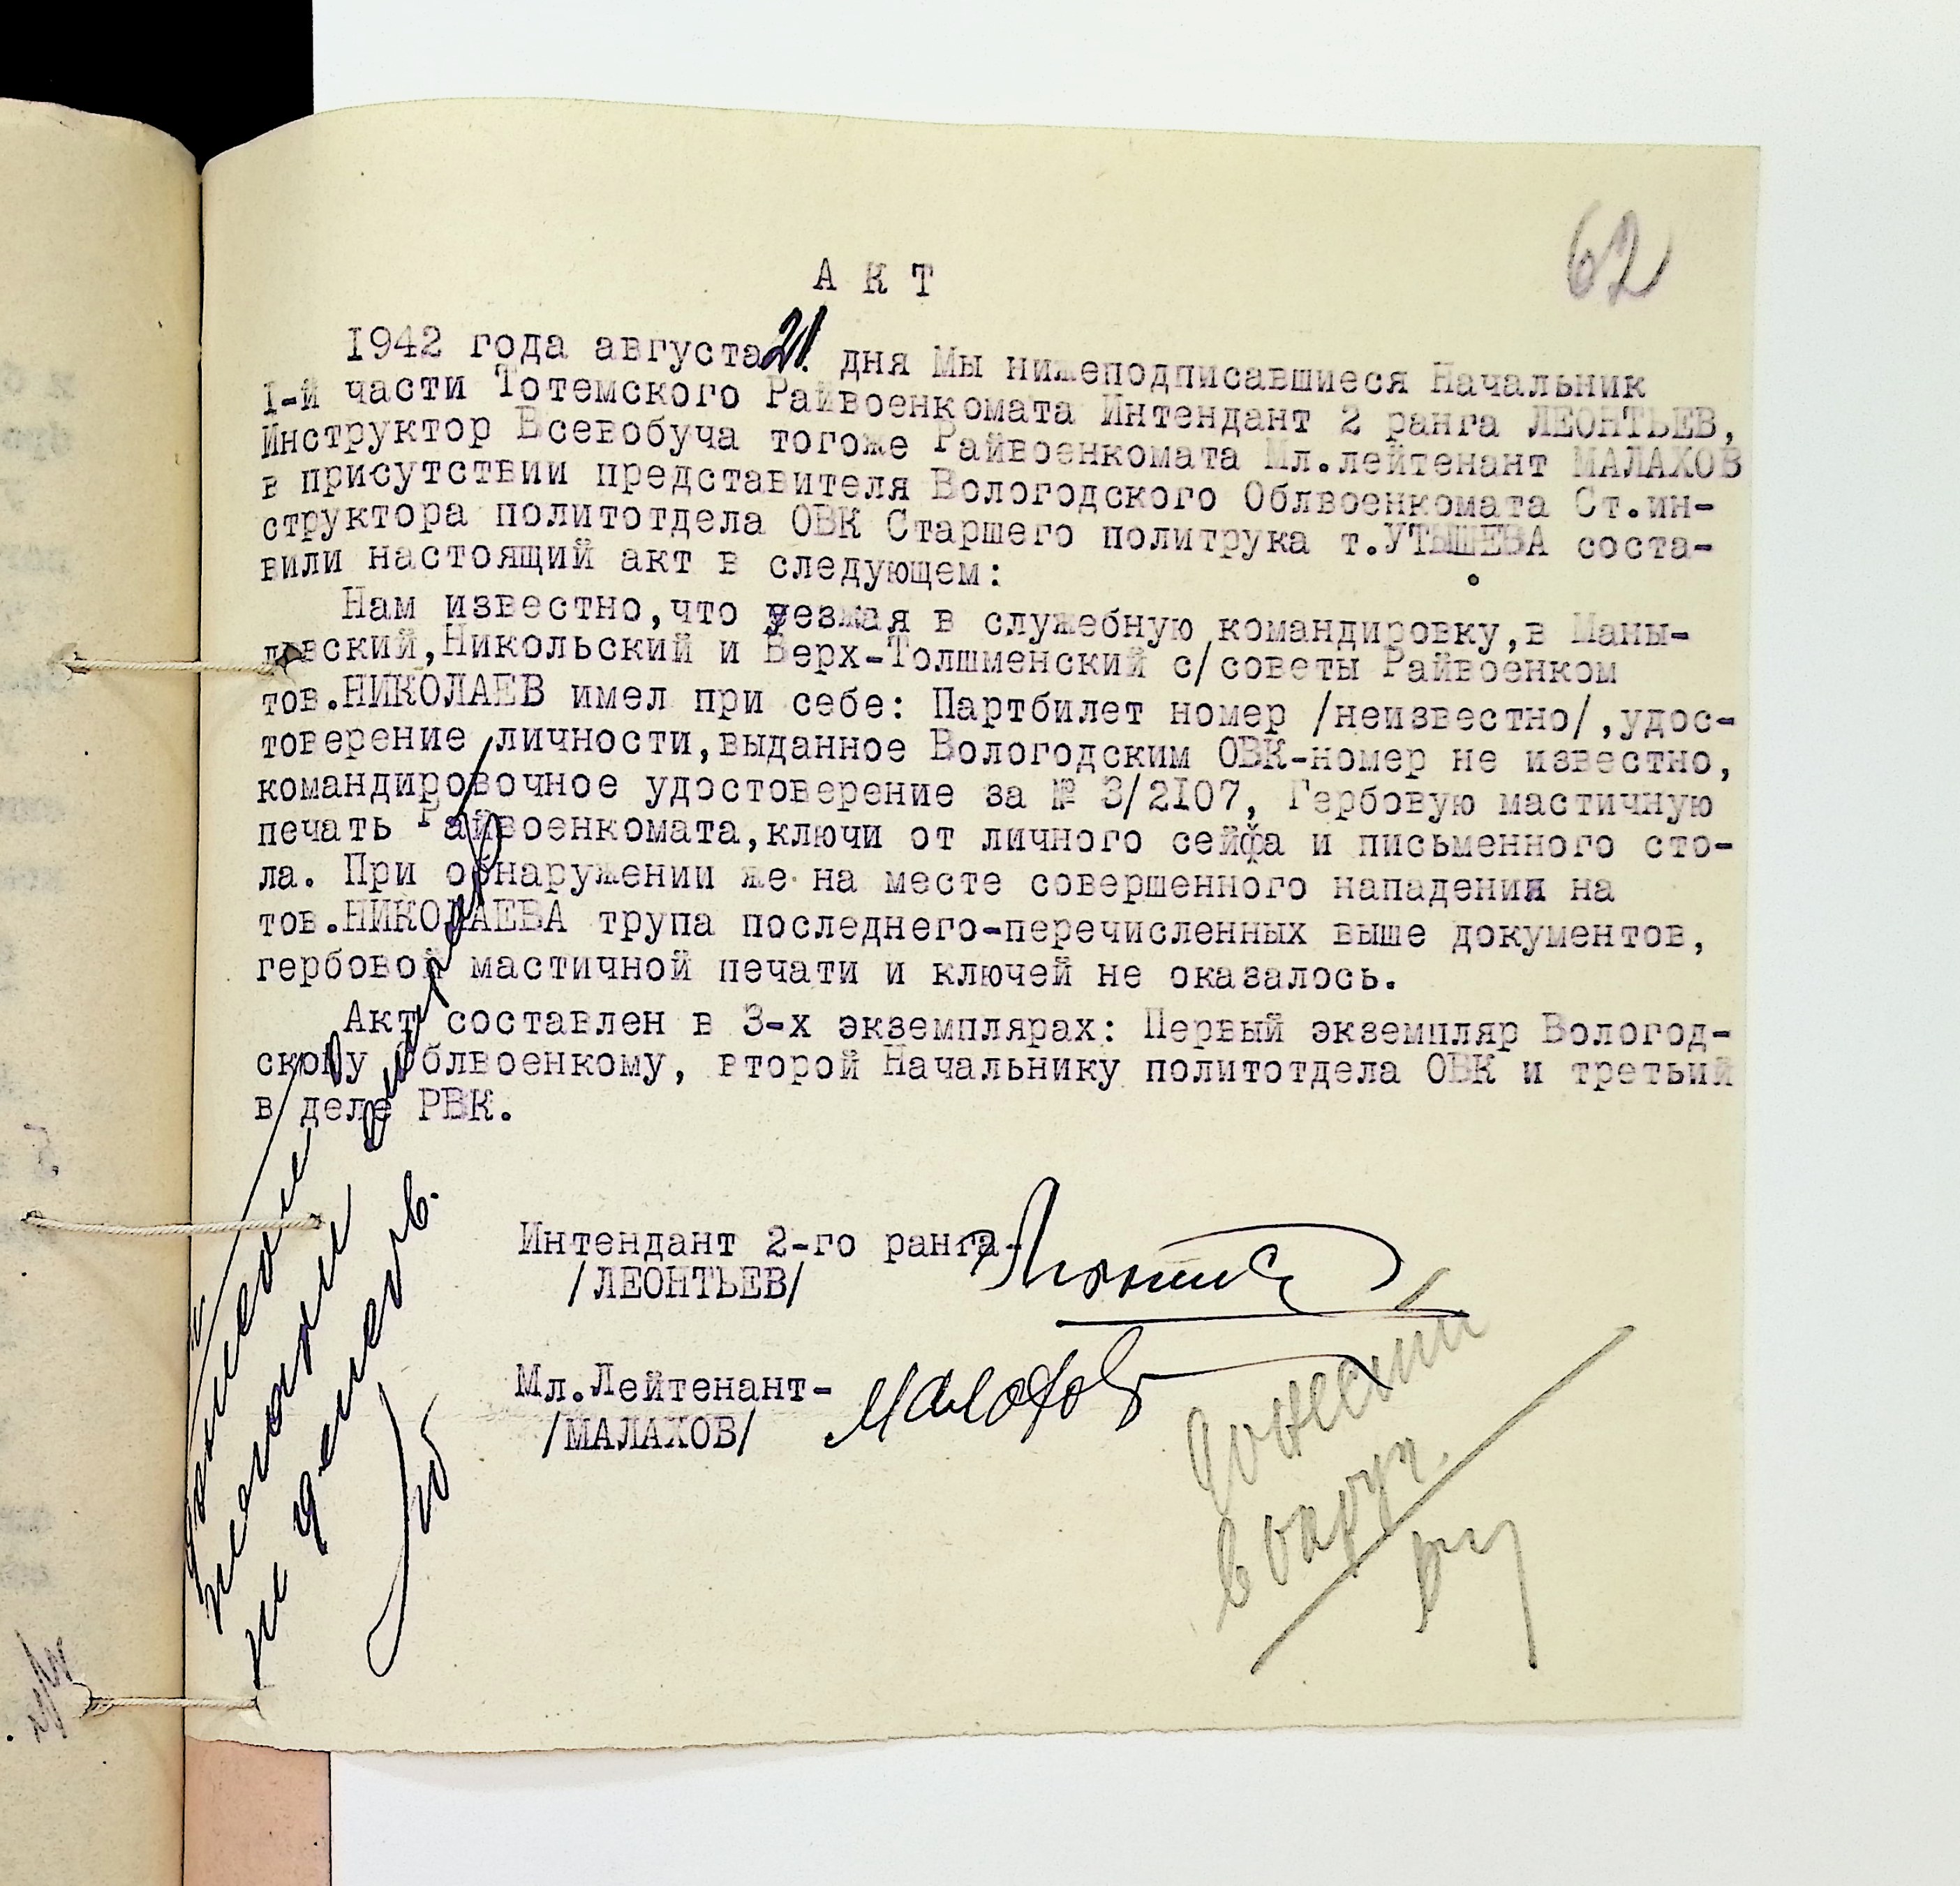 62
А К Т
1942 года августа 21 дня Мы нижеподписавшиеся Начальник
I-й части Тотемского Райвоенкомата Интендант 2 ранга ЛЕОНТЬЕВ,
Инструктор Всевобуча тогоже Райвоенкомата Мл.лейтенант МАЛАХОВ
в присутствии представителя Вологодского Облвоенкомата Ст.ин-
структора политотдела ОВК Старшего политрука т.УТЫШЕВА соста-
вили настоящий акт в следующем:
Нам известно,что уезжая в служебную командировку,в Маны-
ловский,Никольский и Верх-Толшменский с/советы Райвоенком
тов.НИКОЛАЕВ имел при себе: Партбилет номер /неизвестно/,удос-
товерение личности,выданное Вологодским ОВК-номер не известно,
командировочное удостоверение за № 3/2I07, Гербовую мастичную
печать Райвоенкомата,ключи от личного сейфа и письменного сто-
ла. При обнаружении же на месте совершенного нападения на
тов.НИКОЛАЕВА трупа последнего-перечисленных выше документов,
гербовой мастичной печати и ключей не оказалось.
Акт составлен в 3-х экземплярах: Первый экземпляр Вологод-
скому Облвоенкому, второй Начальнику политотдела ОВК и третьий
в деле РВК.
Интендант 2-го ранга-
/ЛЕОНТЬЕВ/
Мл.Лейтенант-
/МАЛАХОВ/ Малахов
донесение
печати
в округ